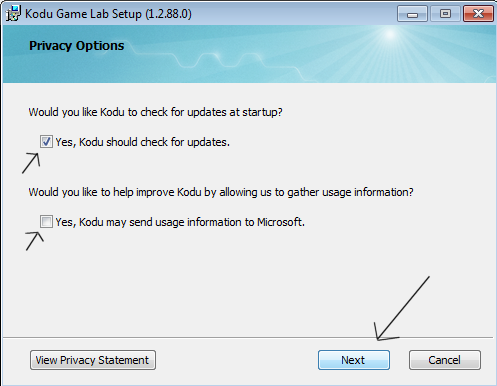 Kodu Game Lab Setup (1.2.88.0)
Privacy Options
Would you like Kodu to check for updates at startup?
Yes, Kodu should check for updates.
Would you like to help improve Kodu by allowing us to gather usage information?
Yes, Kodu may send usage information to Microsoft.
View Privacy Statement
Next
Cancel